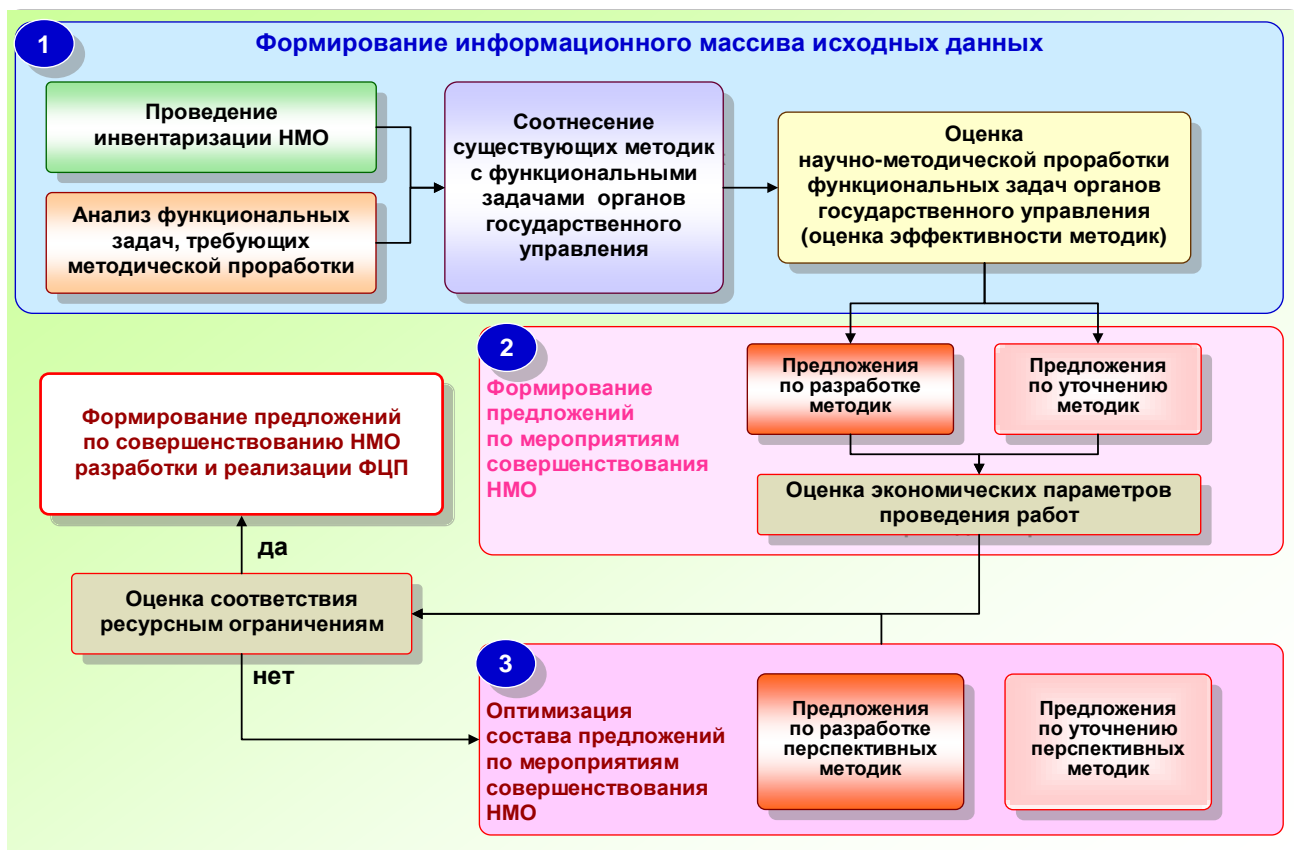 1
Формирование информационного массива исходных данных
Проведение
инвентаризации НМО
Анализ функциональных
задач, требующих
методической проработки
Соотнесение
существующих методик
с функциональными
задачами органов
государственного
управления
Оценка
научно-методической проработки
функциональных задач органов
государственного управления
(оценка эффективности методик)
2
Формирование
предложений
по мероприятиям
совершенствования
НМО
Предложения
по разработке
методик
Предложения
по уточнению
методик
Оценка экономических параметров
проведения работ
Формирование предложений
по совершенствованию НМО
разработки и реализации ФЦП
да
Оценка соответствия
ресурсным ограничениям
нет
3
Оптимизация
состава предложений
по мероприятиям
совершенствования
НМО
Предложения
по разработке
перспективных
методик
Предложения
по уточнению
перспективных
методик